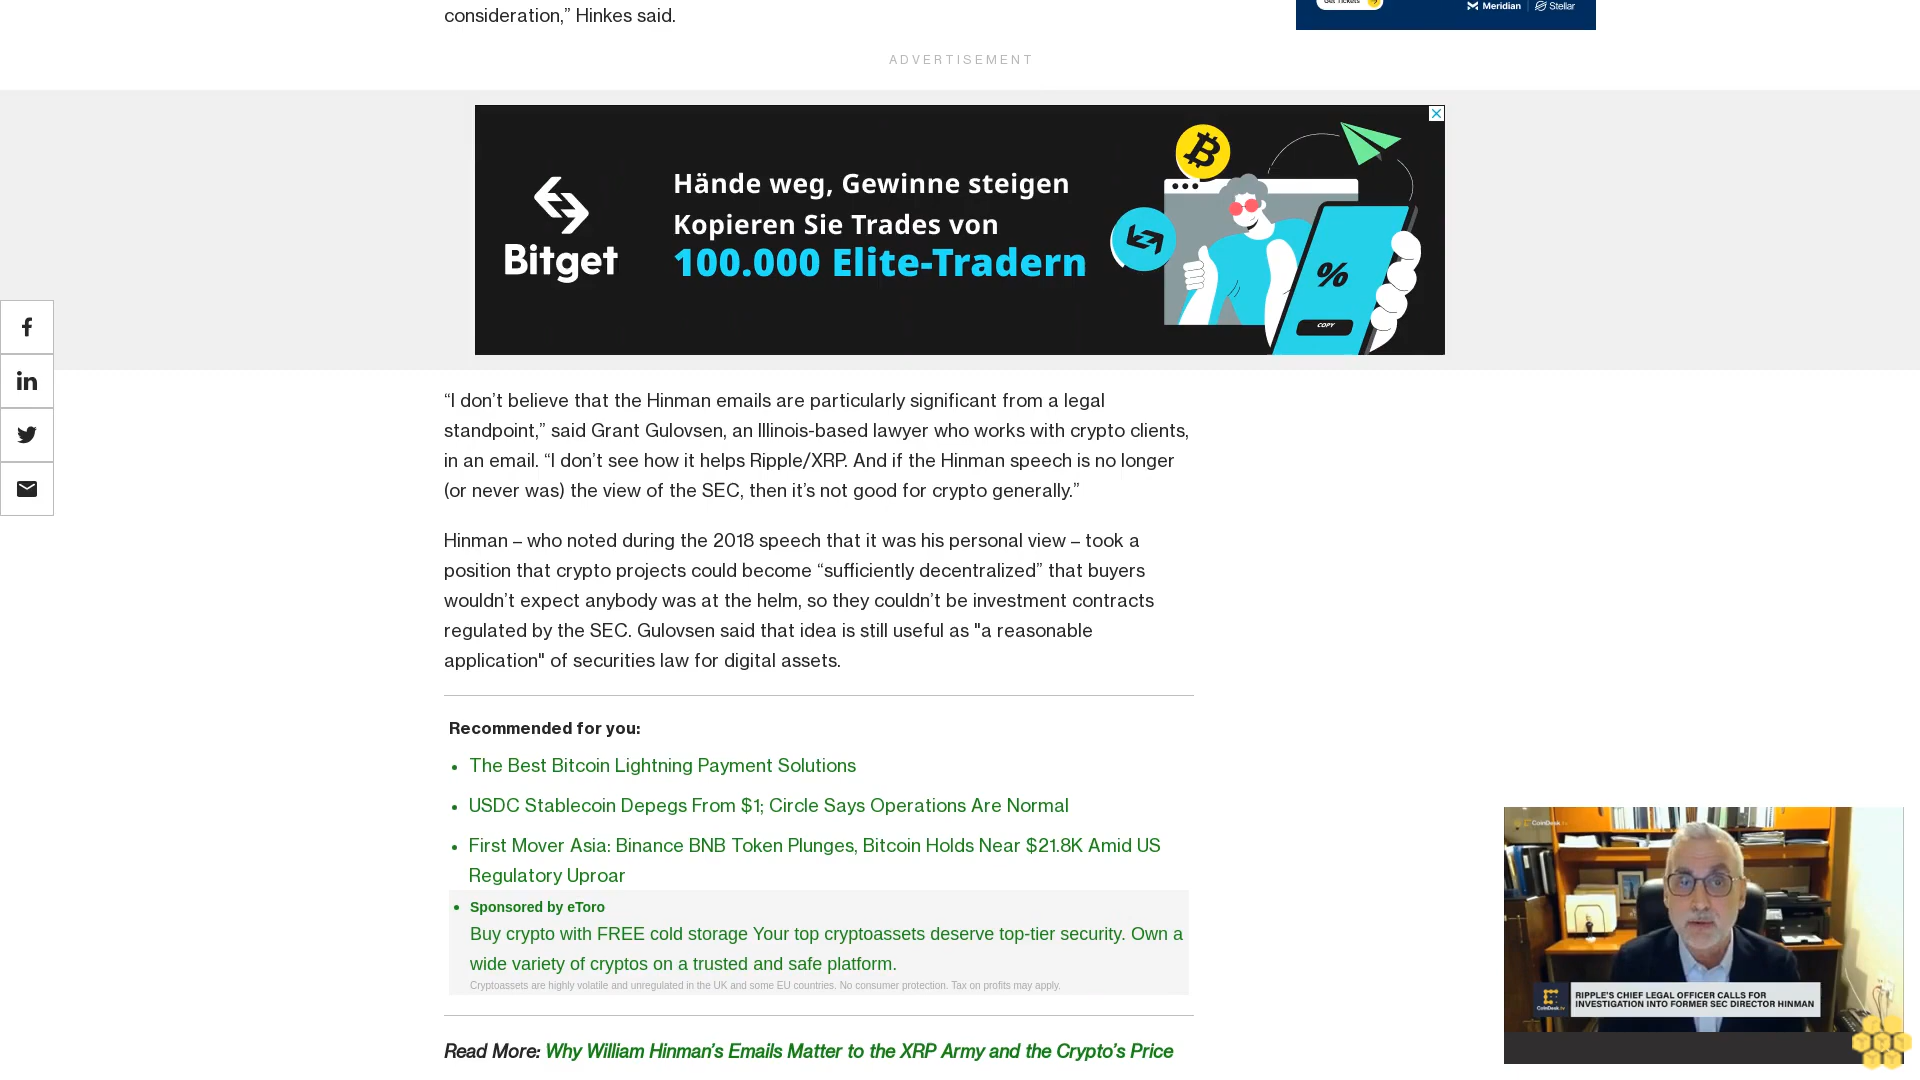 consideration,” Hinkes said.
Get Tickets
Meridian | Stellar
ADVERTISEMENT
Bitget
Hände weg, Gewinne steigen
Kopieren Sie Trades von
100.000 Elite-Tradern
%
COPY
“I don’t believe that the Hinman emails are particularly significant from a legal
standpoint,” said Grant Gulovsen, an Illinois-based lawyer who works with crypto clients,
in an email. “I don’t see how it helps Ripple/XRP. And if the Hinman speech is no longer
(or never was) the view of the SEC, then it’s not good for crypto generally.”
Hinman – who noted during the 2018 speech that it was his personal view – took a
position that crypto projects could become “sufficiently decentralized” that buyers
wouldn’t expect anybody was at the helm, so they couldn’t be investment contracts
regulated by the SEC. Gulovsen said that idea is still useful as "a reasonable
application" of securities law for digital assets.
Recommended for you:
• The Best Bitcoin Lightning Payment Solutions
• USDC Stablecoin Depegs From $1; Circle Says Operations Are Normal
• First Mover Asia: Binance BNB Token Plunges, Bitcoin Holds Near $21.8K Amid US
Regulatory Uproar
• Sponsored by eToro
Buy crypto with FREE cold storage Your top cryptoassets deserve top-tier security. Own a
wide variety of cryptos on a trusted and safe platform.
Cryptoassets are highly volatile and unregulated in the UK and some EU countries. No consumer protection. Tax on profits may apply.
Read More: Why William Hinman’s Emails Matter to the XRP Army and the Crypto’s Price
CoinDesk.tv
CoinDesk.tv
RIPPLE'S CHIEF LEGAL OFFICER CALLS FOR
INVESTIGATION INTO FORMER SEC DIRECTOR HINMAN